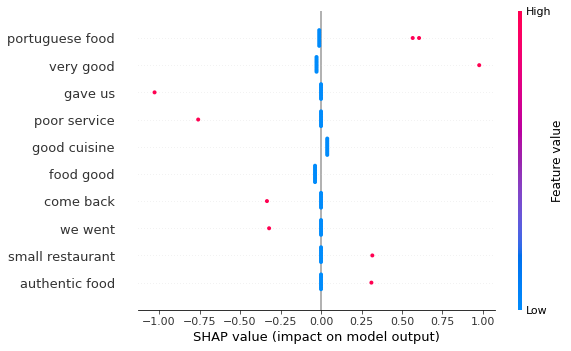 High
portuguese food
very good
gave us
poor service
good cuisine
food good
come back
we went
small restaurant
authentic food
Feature value
Low
−1.00 −0.75 −0.50 −0.25 0.00 0.25 0.50 0.75 1.00
SHAP value (impact on model output)